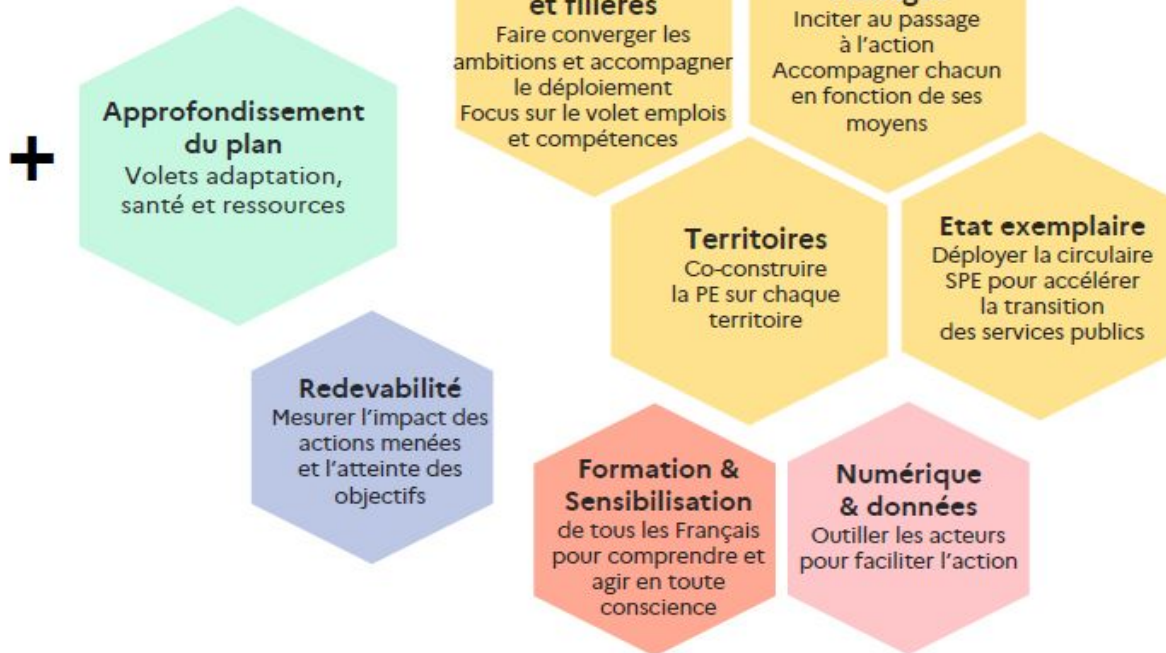 +
Approfondissement
du plan
Volets adaptation,
santé et ressources
et filières
Faire converger les
ambitions et accompagner
le déploiement
Focus sur le volet emplois
et compétences
Inciter au passage
à l'action
Accompagner chacun
en fonction de ses
moyens
Territoires
Co-construire
la PE sur chaque
territoire
Etat exemplaire
Déployer la circulaire
SPE pour accélérer
la transition
des services publics
Redevabilité
Mesurer l'impact des
actions menées
et l'atteinte des
objectifs
Formation &
Sensibilisation
de tous les Français
pour comprendre et
agir en toute
conscience
Numérique
& données
Outiller les acteurs
pour faciliter l'action